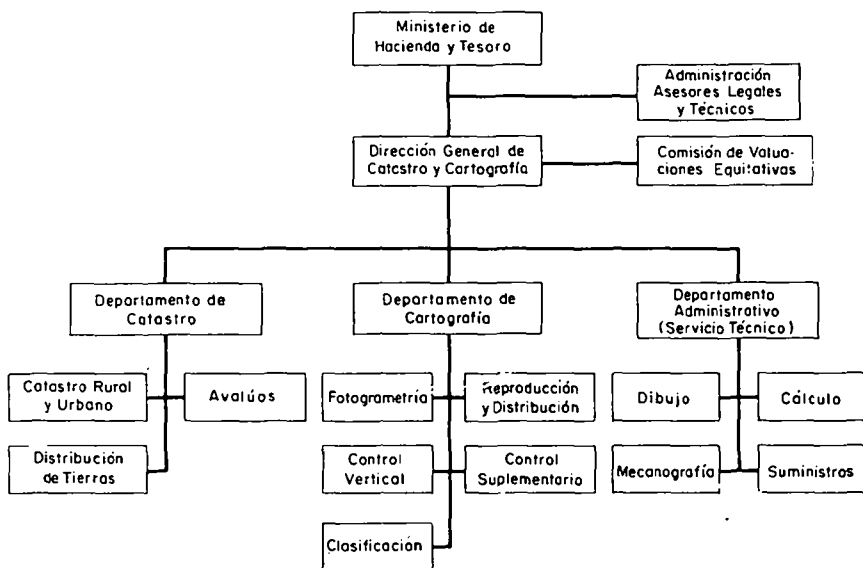 Ministerio de
Hacienda y Tesoro
Administración
Asesores Legales
y Técnicos
Dirección General de
Catastro y Cartografía
Comisión de Valua-
ciones Equitativas
Departamento de
Catastro
Departamento de
Cartografía
Departamento
Administrativo
(Servicio Técnico)
Catastro Rural
y Urbano
Avalúos
Fotogrametría
Reproducción
y Distribución
Dibujo
Cálculo
Distribución
de Tierras
Control
Vertical
Control
Suplementario
Mecanografía
Suministros
Clasificación